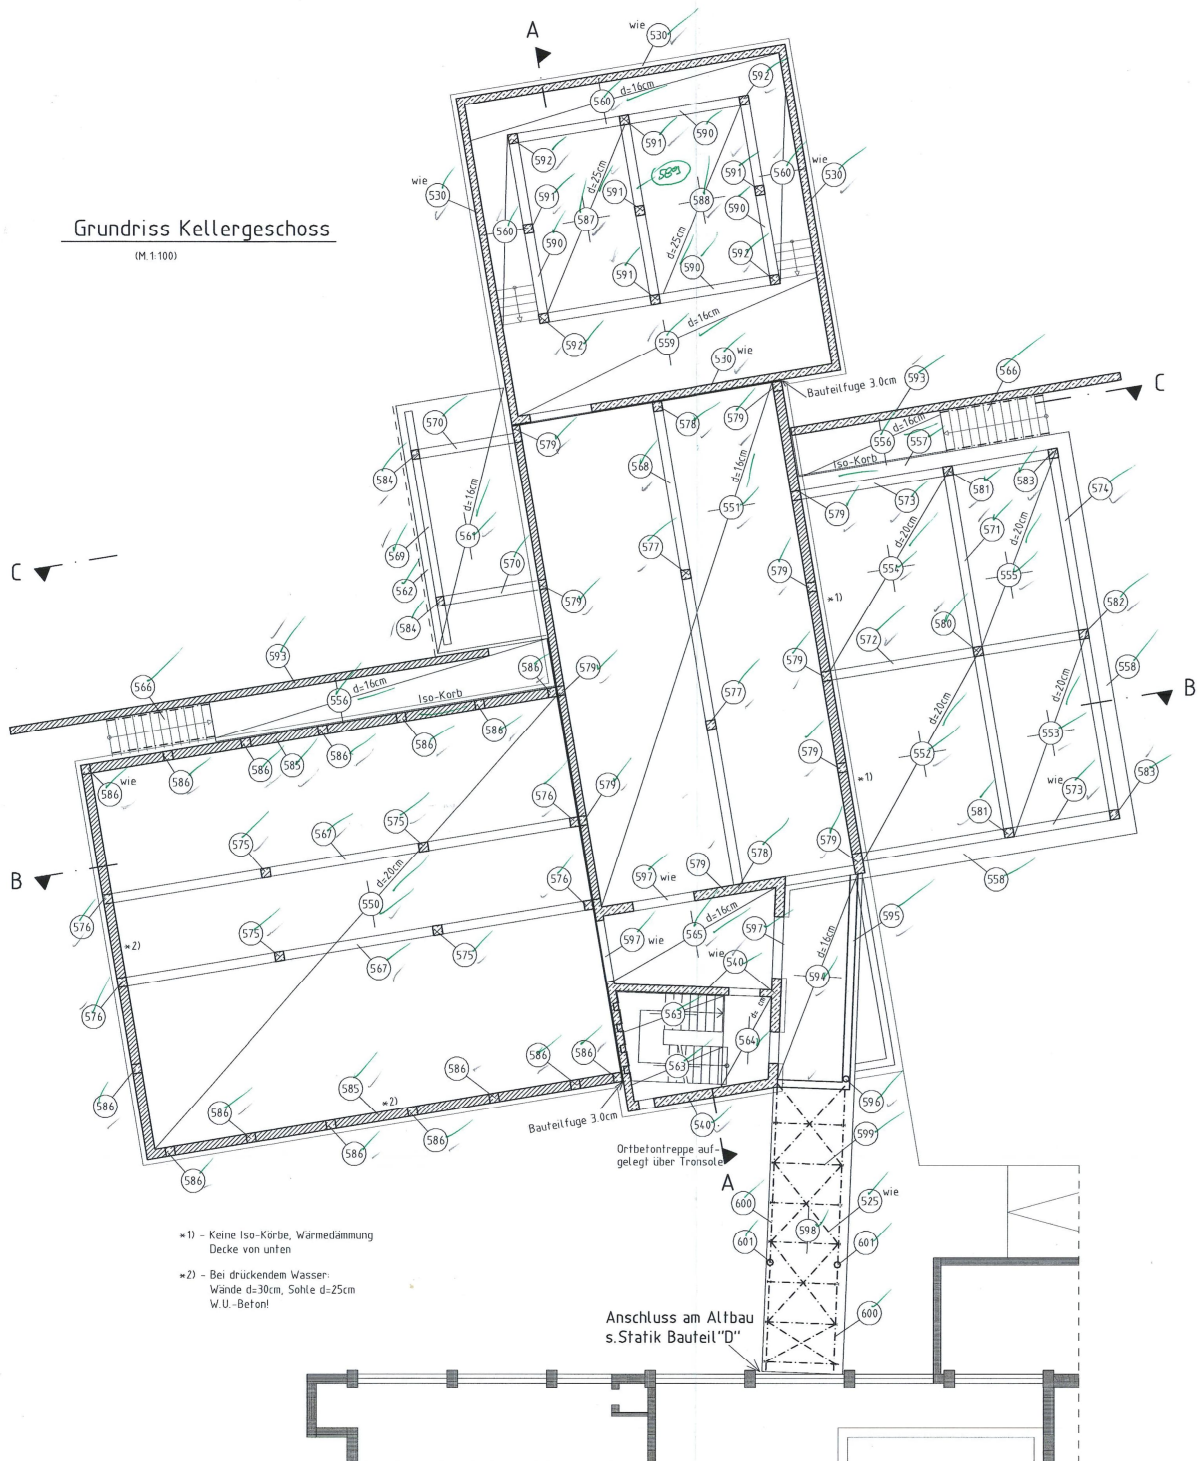 A
wie
530
592
d=16cm
560
590
591
592
589
591
560
wie
530
wie
530
591
d=25cm
591
588
587
590
560
590
Grundriss Kellergeschoss
(M.1:100)
d=25cm
592
591
590
d=16cm
592
559
530 wie
593
566
Bauteilfuge 3.0cm
C
570
579
578
579
d=16cm
556
557
568
Iso-Korb
584
d=16cm
551
581
583
574
573
579
d=20cm
571
d=20cm
561
577
569
570
554
555
C
562
579
579
*1)
582
584
580
572
593
579
586
579
558
566
d=16cm
556
Iso-Korb
B
577
d=20cm
d=20cm
586
586
553
579
552
586
586
585
586
wie
586
*1)
wie
583
576
579
573
581
567
575
575
579
578
B
d=20cm
576
579
597 wie
558
550
595
576
575
d=16cm
*2)
597
wie
565
597
d=16cm
567
575
wie
540
594
576
563
d= cm
564
586
586
563
586
585
586
596
*2)
586
Bauteilfuge 3.0cm
540
586
586
599
Ortbetontreppe auf-
gelegt über Tronsole
586
A
600
525 wie
598
*1) - Keine Iso-Körbe, Wärmedämmung
Decke von unten
601
601
*2) - Bei drückendem Wasser:
Wände d=30cm, Sohle d=25cm
W.U.-Beton!
600
Anschluss am Altbau
s.Statik Bauteil"D"